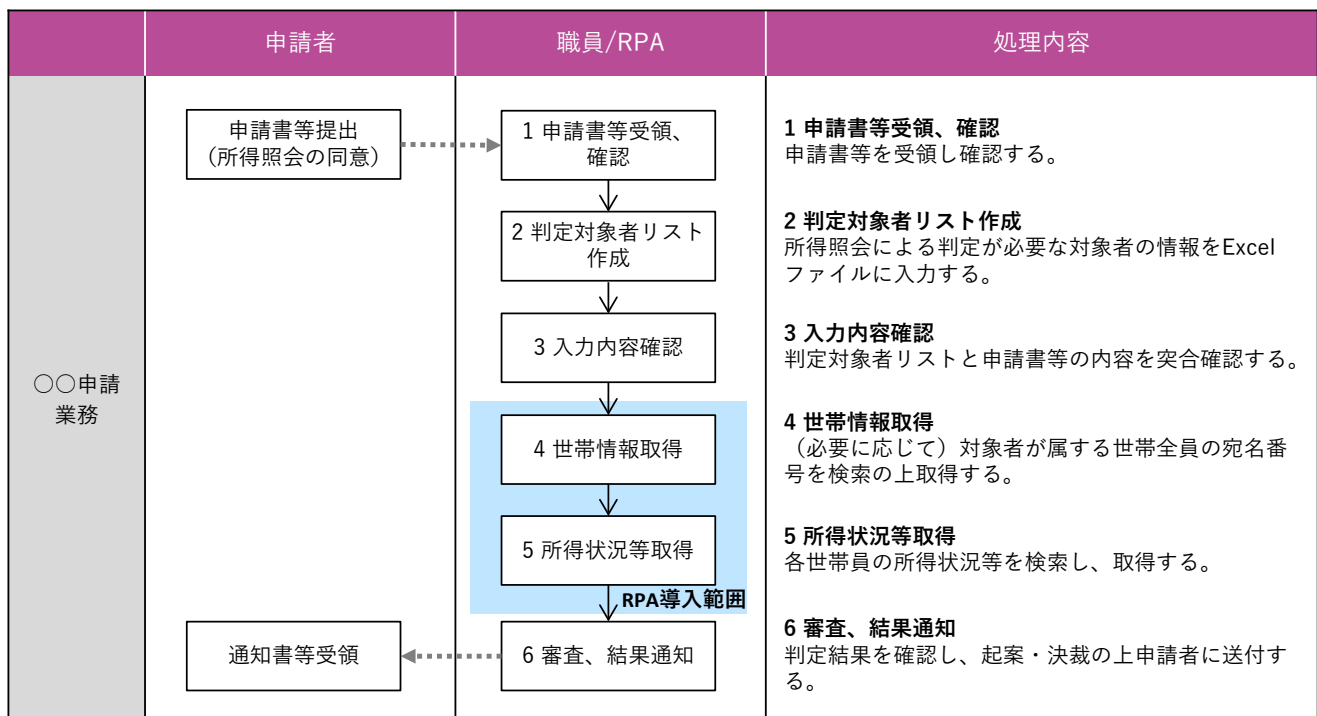 申請者
職員/RPA
処理内容
○○申請
業務
申請書等提出
（所得照会の同意）
1 申請書等受領、
確認
1 申請書等受領、確認
申請書等を受領し確認する。
2 判定対象者リスト
作成
2 判定対象者リスト作成
所得照会による判定が必要な対象者の情報をExcel
ファイルに入力する。
3 入力内容確認
3 入力内容確認
判定対象者リストと申請書等の内容を突合確認する。
4 世帯情報取得
4 世帯情報取得
（必要に応じて）対象者が属する世帯全員の宛名番
号を検索の上取得する。
5 所得状況等取得
RPA導入範囲
5 所得状況等取得
各世帯員の所得状況等を検索し、取得する。
通知書等受領
6 審査、結果通知
6 審査、結果通知
判定結果を確認し、起案・決裁の上申請者に送付す
る。